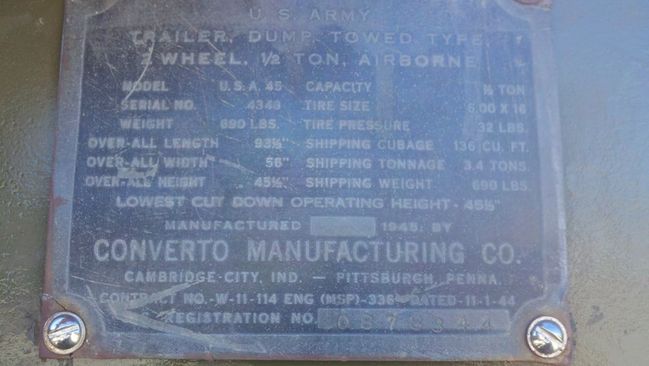 U.S. ARMY
TRAILER, DUMP, TOWED TYPE,
2 WHEEL, 1/2 TON, AIRBORNE
MODEL U.S.A. 45 CAPACITY 1/2 TON
SERIAL NO. 4348 TIRE SIZE 6.00 X 16
WEIGHT 690 LBS. TIRE PRESSURE 32 LBS.
OVER-ALL LENGTH 93½" SHIPPING CUBAGE 136 CU. FT.
OVER-ALL WIDTH 56" SHIPPING TONNAGE 3.4 TONS.
OVER-ALL HEIGHT 45½" SHIPPING WEIGHT 690 LBS.
LOWEST CUT DOWN OPERATING HEIGHT - 45½"
MANUFACTURED 1945, BY
CONVERTO MANUFACTURING CO.
CAMBRIDGE-CITY, IND. — PITTSBURGH, PENNA.
CONTRACT NO.-W-11-114 ENG (MSP)-336 DATED-11-1-44
REGISTRATION NO.